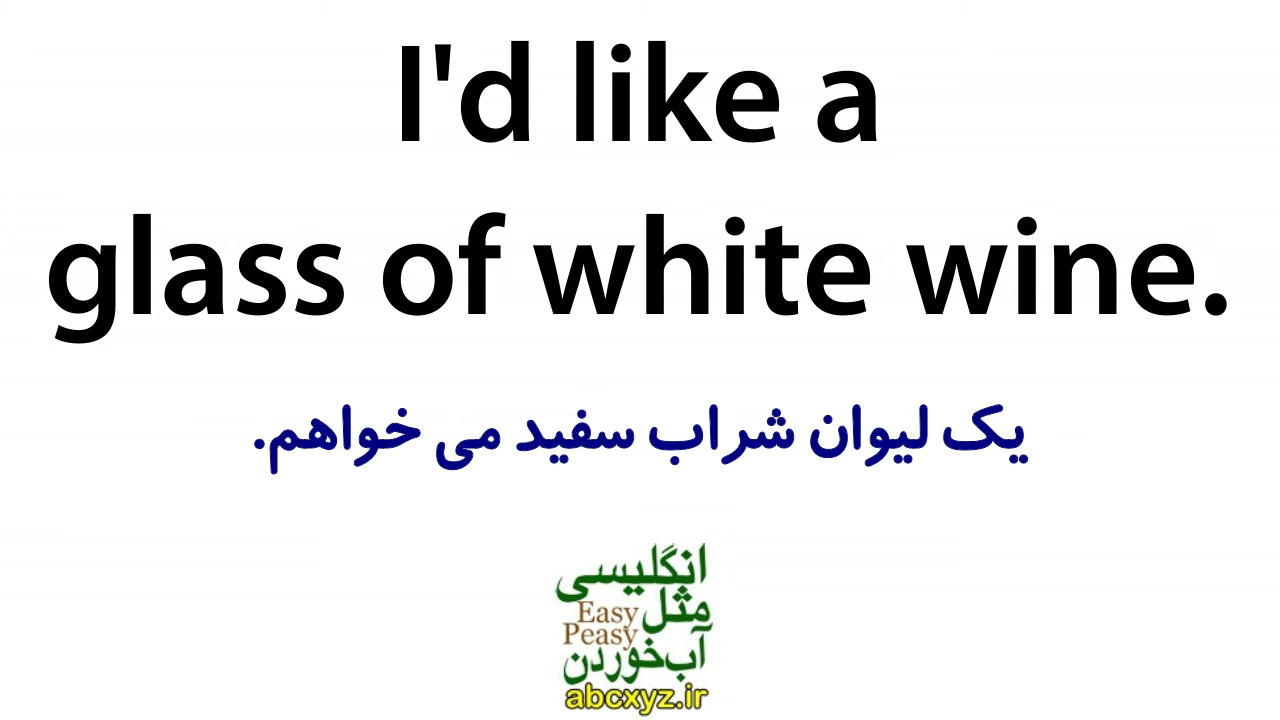 I'd like a
glass of white wine.
یک لیوان شراب سفید می خواهم.
انگلیسی
مثل
Easy
Peasy
آب‌خوردن
abcxyz.ir